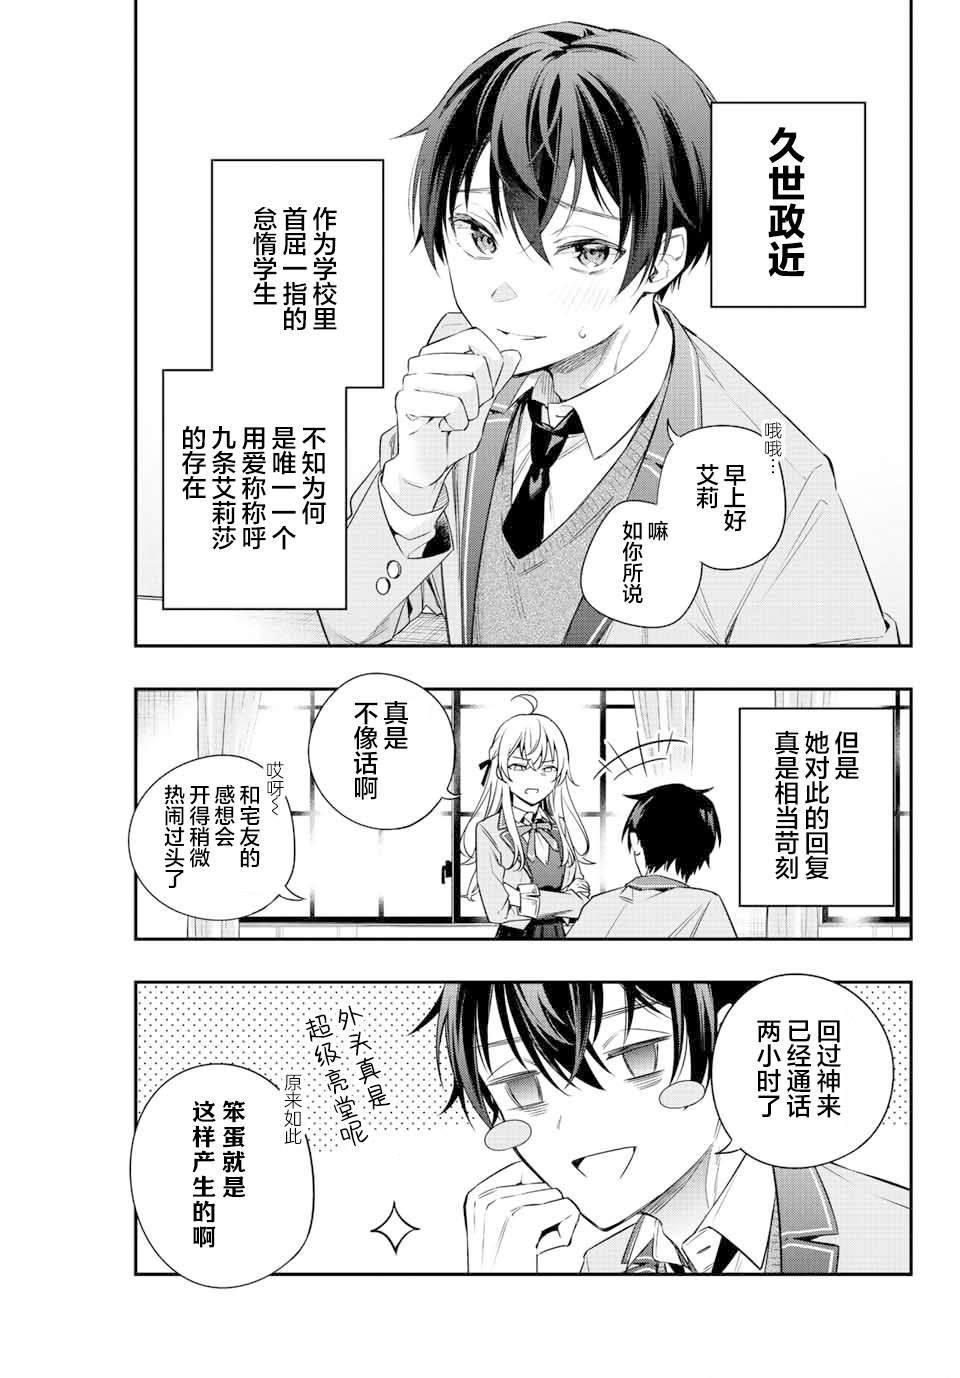 久世政近
哦哦…
早上好
艾莉
嘛
如你所说
作为学校里
首屈一指的
怠惰学生
不知为何
是唯一一个
用爱称称呼
九条艾莉莎
的存在
但是
她对此的回复
真是相当苛刻
真是
不像话啊
哎呀~
和宅友的
感想会
开得稍微
热闹过头了
回过神来
已经通话
两小时了
外头真是
超级亮堂呢
原来如此
笨蛋就是
这样产生的啊